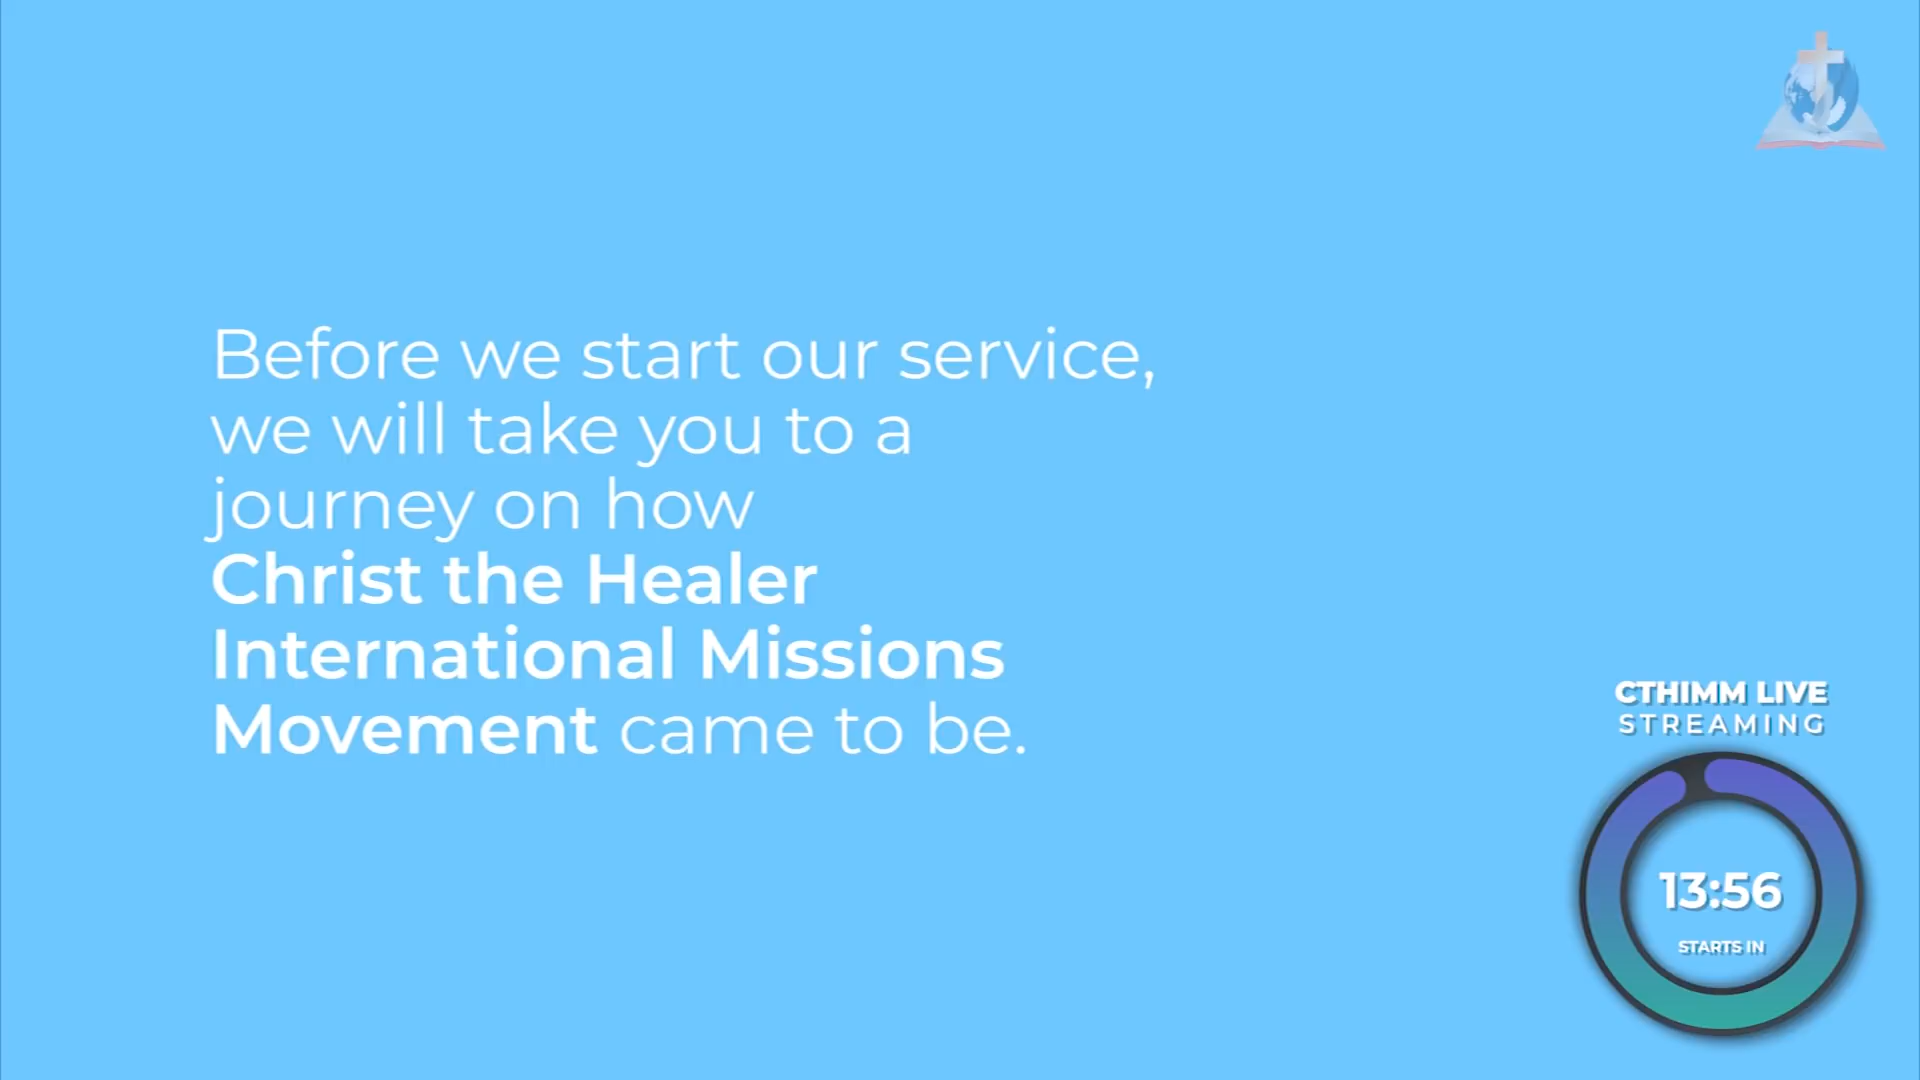 Before we start our service,
we will take you to a
journey on how
Christ the Healer
International Missions
Movement came to be.
CTHIMM LIVE
STREAMING
13:56
STARTS IN